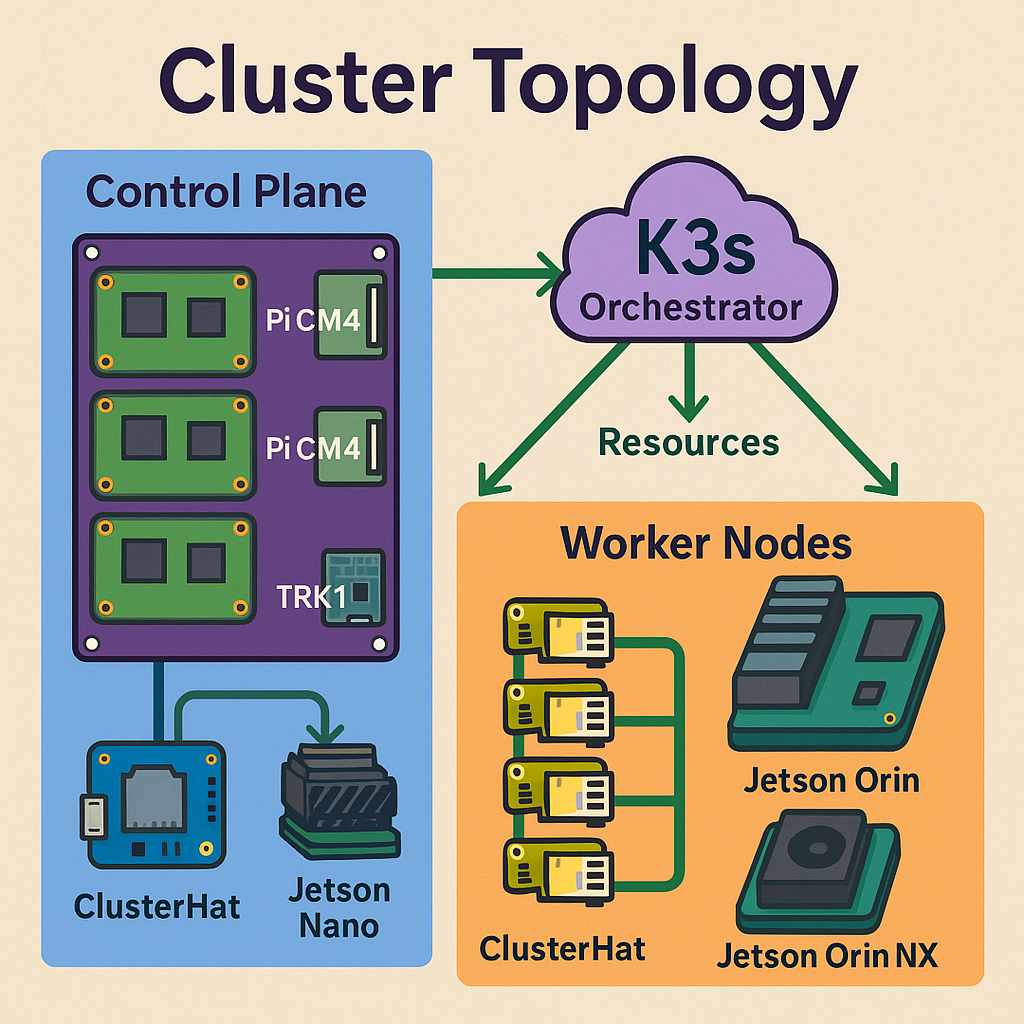 Cluster Topology
Control Plane
Pi CM4
Pi CM4
TRK1
ClusterHat
Jetson
Nano
K3s
Orchestrator
Resources
Worker Nodes
ClusterHat
Jetson Orin
Jetson Orin NX